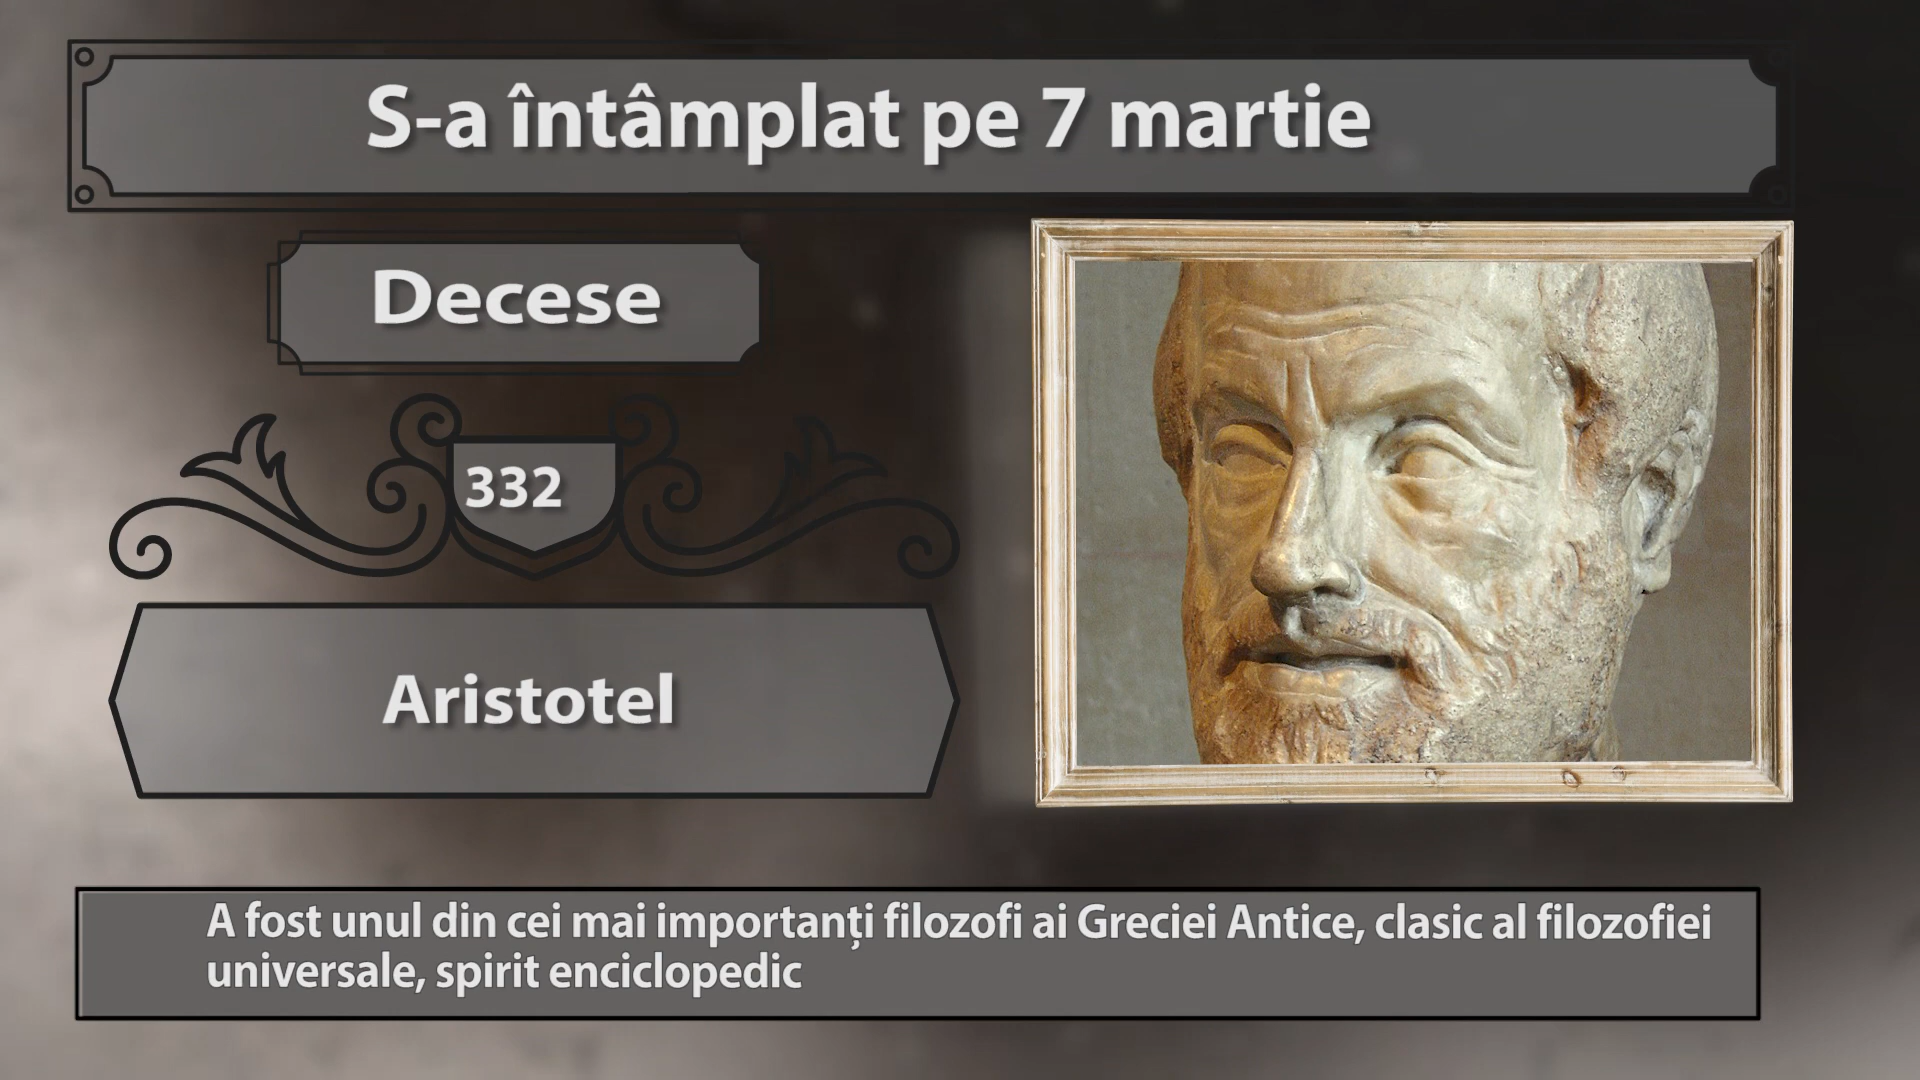 S-a întâmplat pe 7 martie
Decese
332
Aristotel
A fost unul din cei mai importanți filozofi ai Greciei Antice, clasic al filozofiei
universale, spirit enciclopedic